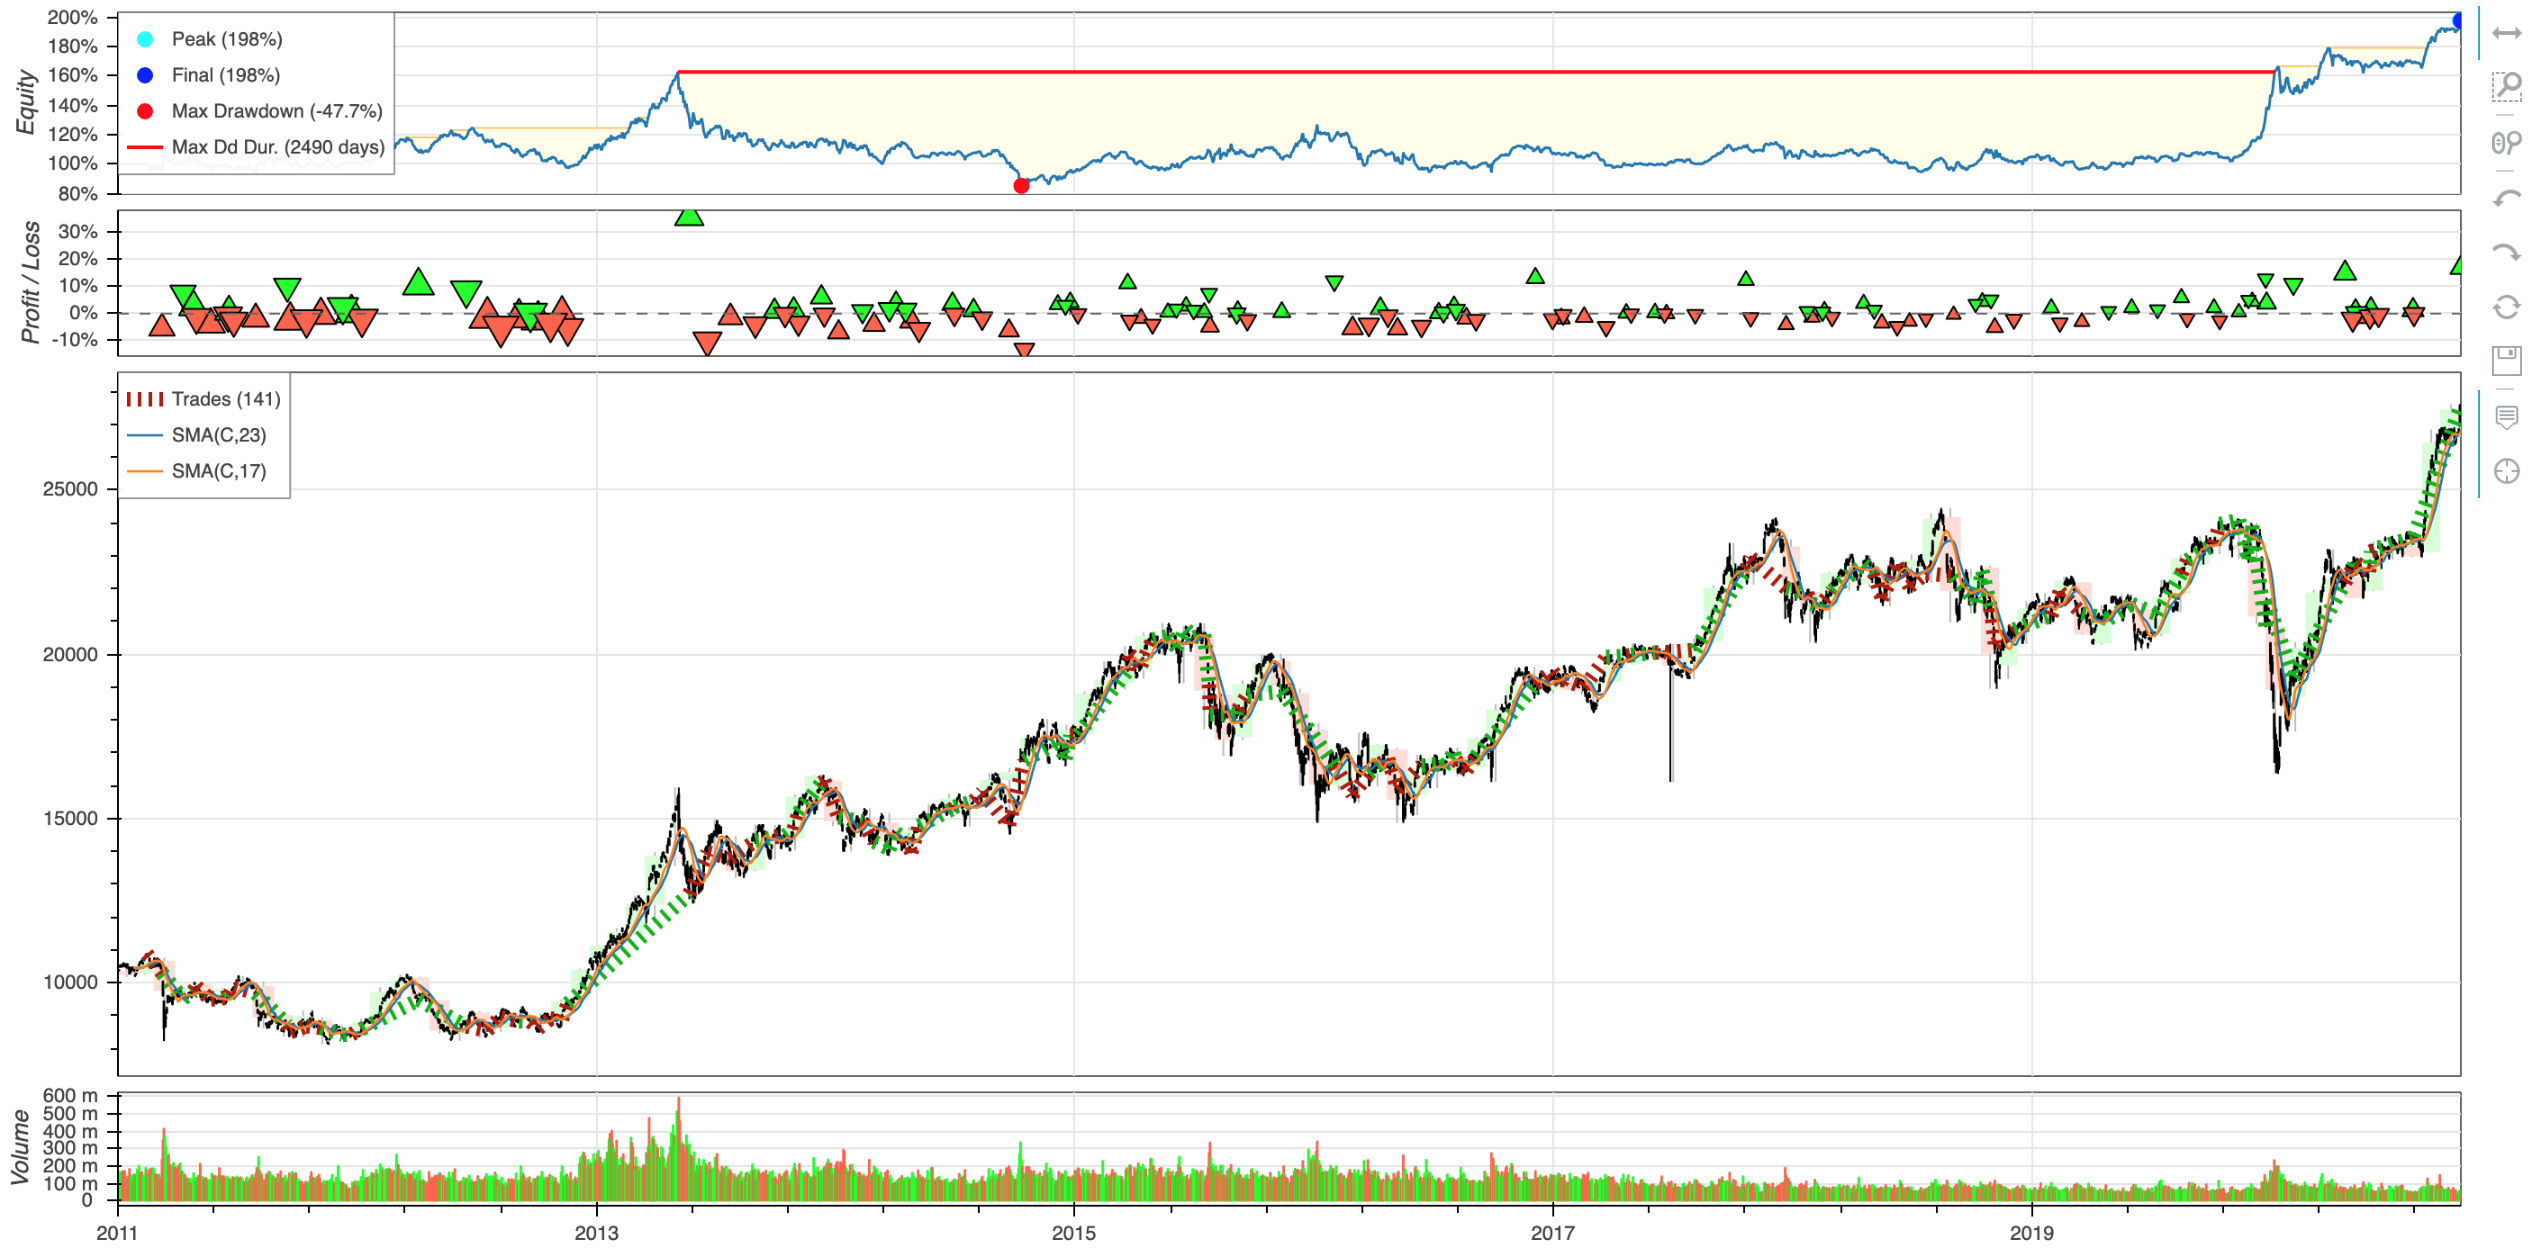 Equity
200%
180%
160%
140%
120%
100%
80%
Peak (198%)
Final (198%)
Max Drawdown (-47.7%)
Max Dd Dur. (2490 days)
Profit / Loss
30%
20%
10%
0%
-10%
Trades (141)
SMA(C,23)
SMA(C,17)
25000
20000
15000
10000
Volume
600 m
500 m
400 m
300 m
200 m
100 m
0
2011 2013 2015 2017 2019